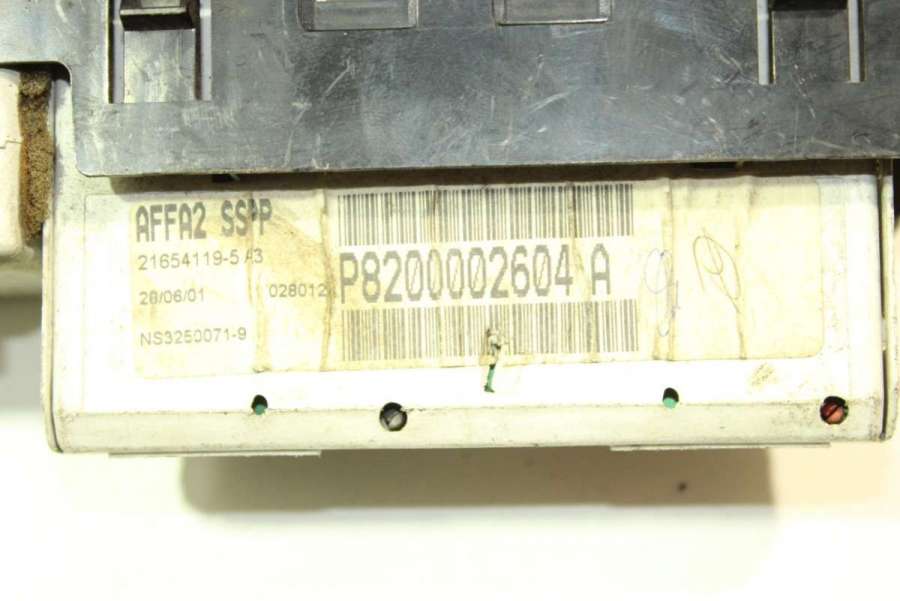 AFFA2 SS*P
21654119-5 A3
28/06/01 028012
NS3250071-9
P8200002604 A